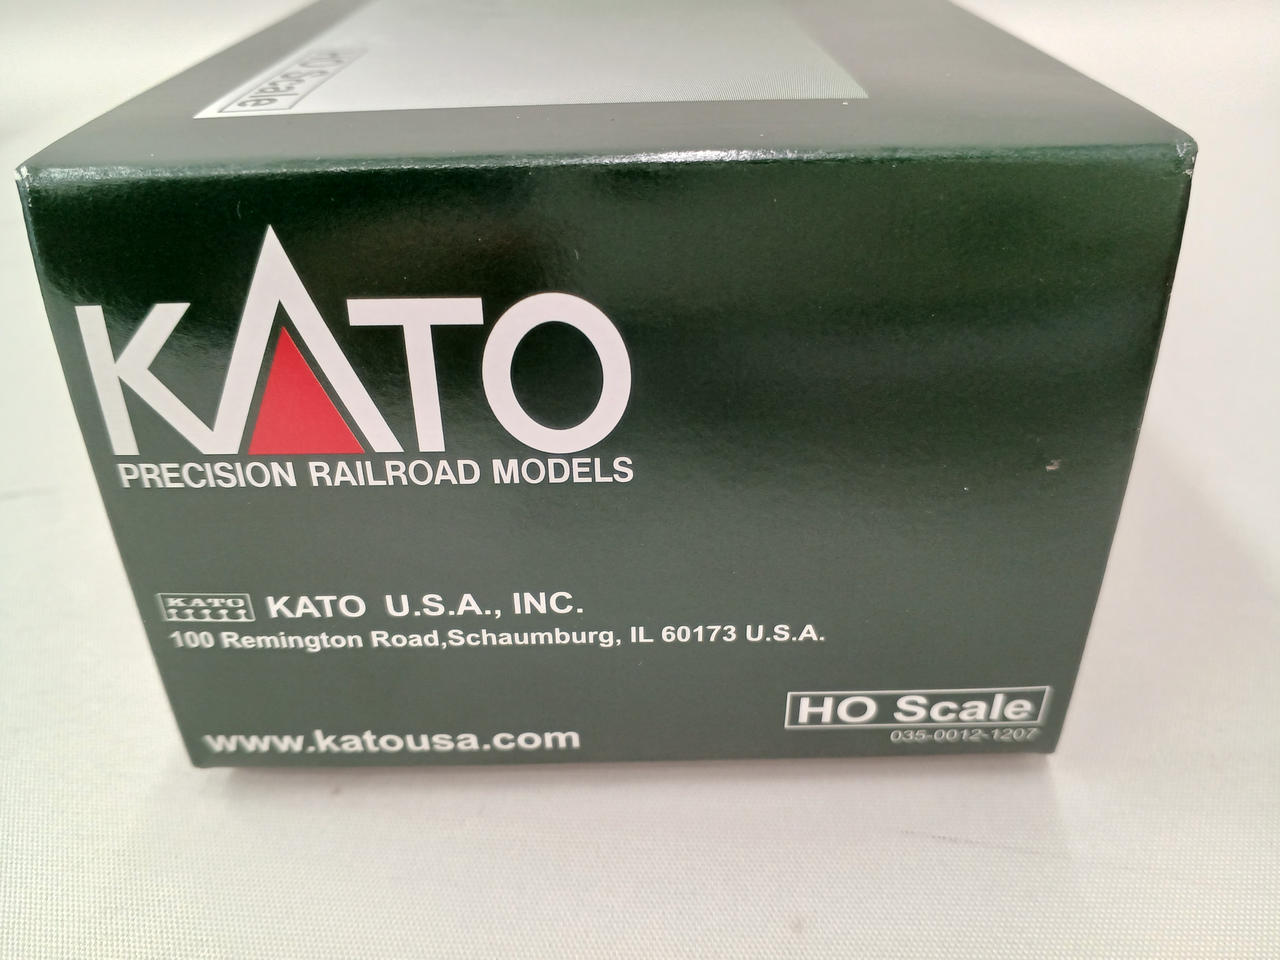 HO Scale
KATO
PRECISION RAILROAD MODELS
KATO KATO U.S.A., INC.
100 Remington Road,Schaumburg, IL 60173 U.S.A.
HO Scale
035-0012-1207
www.katousa.com